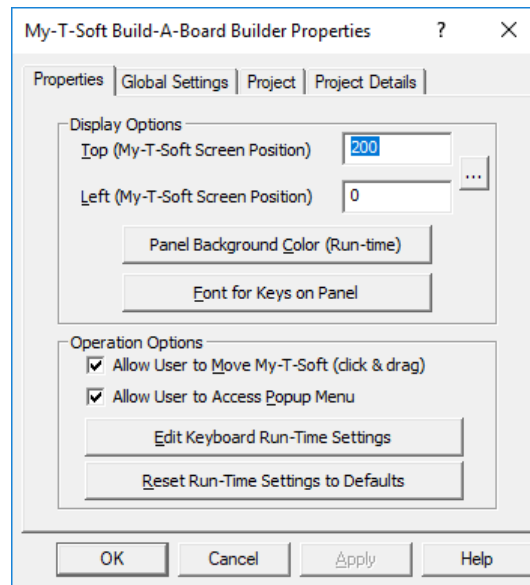 My-T-Soft Build-A-Board Builder Properties ?
Properties Global Settings Project Project Details
Display Options
Top (My-T-Soft Screen Position) 200
...
Left (My-T-Soft Screen Position) 0
Panel Background Color (Run-time)
Font for Keys on Panel
Operation Options
Allow User to Move My-T-Soft (click & drag)
Allow User to Access Popup Menu
Edit Keyboard Run-Time Settings
Reset Run-Time Settings to Defaults
OK Cancel Apply Help